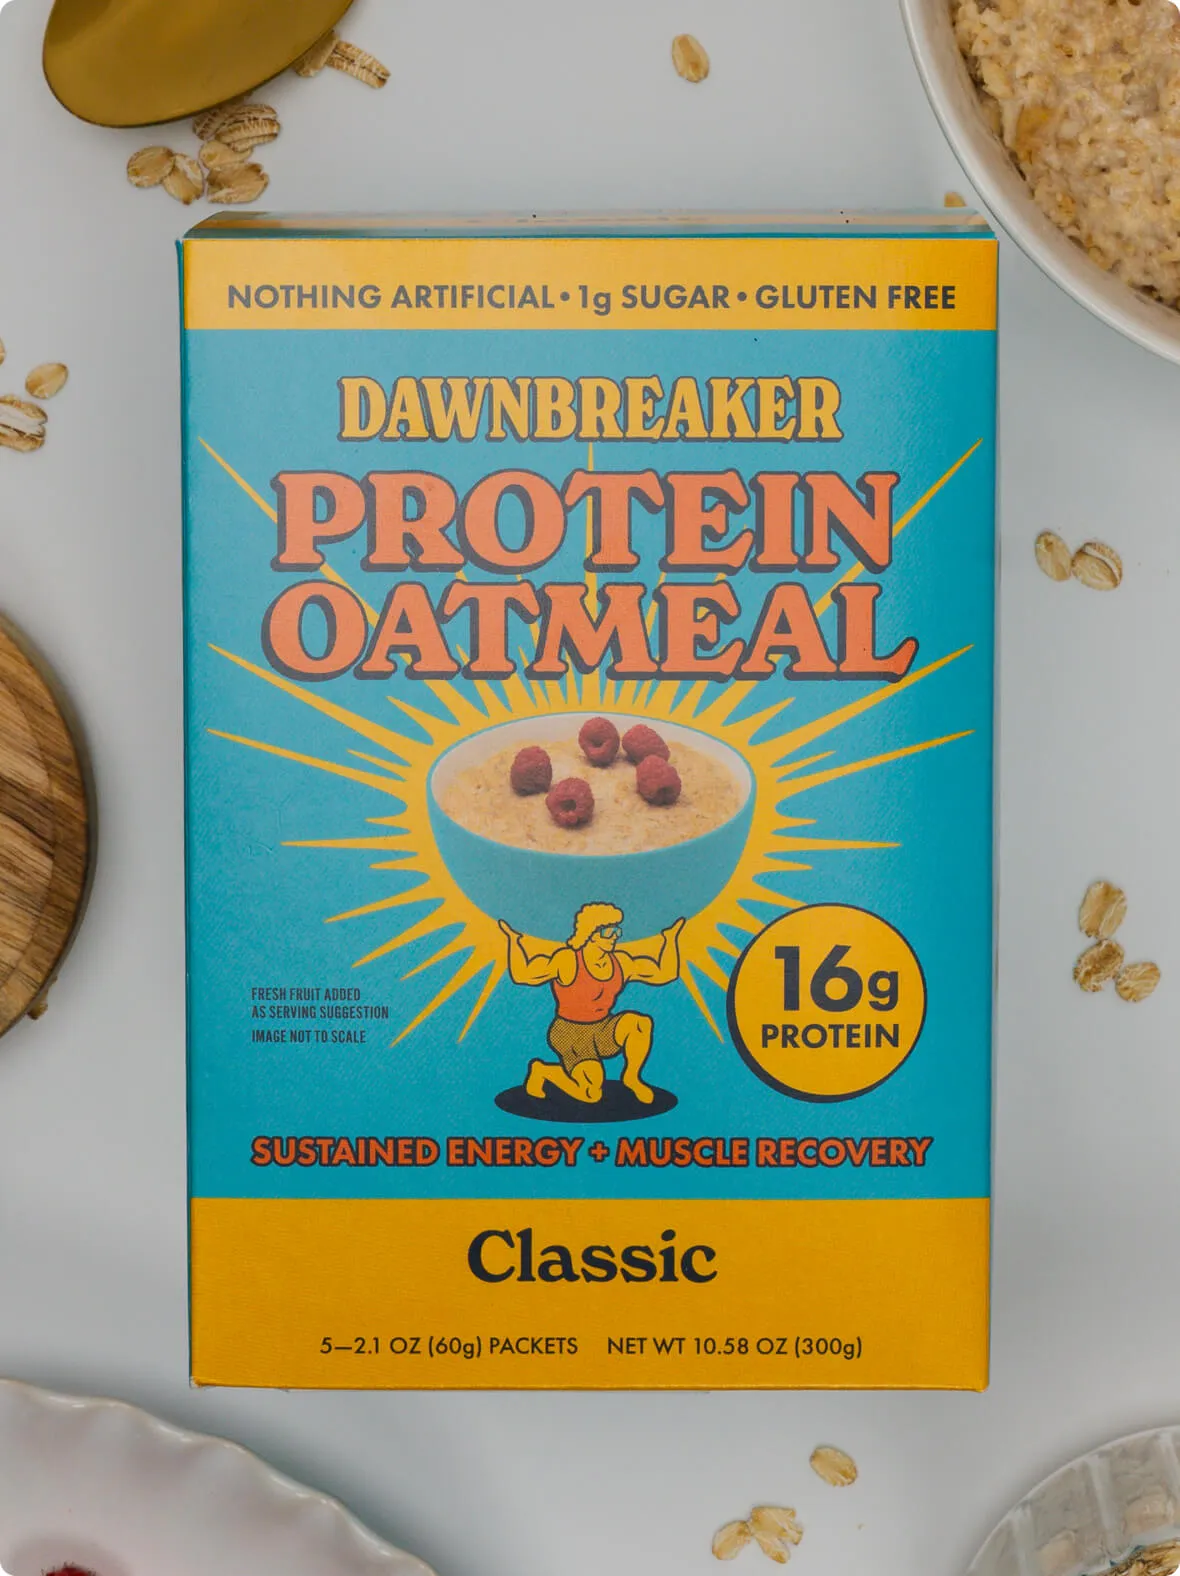 NOTHING ARTIFICIAL • 1g SUGAR • GLUTEN FREE
DAWNBREAKER
PROTEIN
OATMEAL
FRESH FRUIT ADDED
AS SERVING SUGGESTION
IMAGE NOT TO SCALE
16g
PROTEIN
SUSTAINED ENERGY + MUSCLE RECOVERY
Classic
5—2.1 OZ (60g) PACKETS NET WT 10.58 OZ (300g)